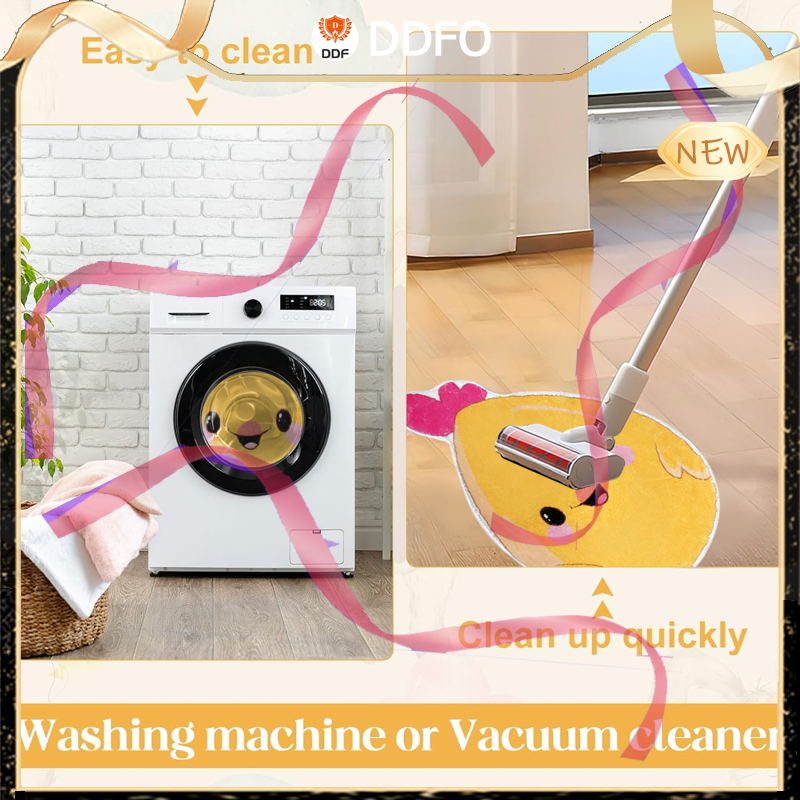 DDFO
DDF
Easy to clean
NEW
Clean up quickly
Washing machine or Vacuum cleaner